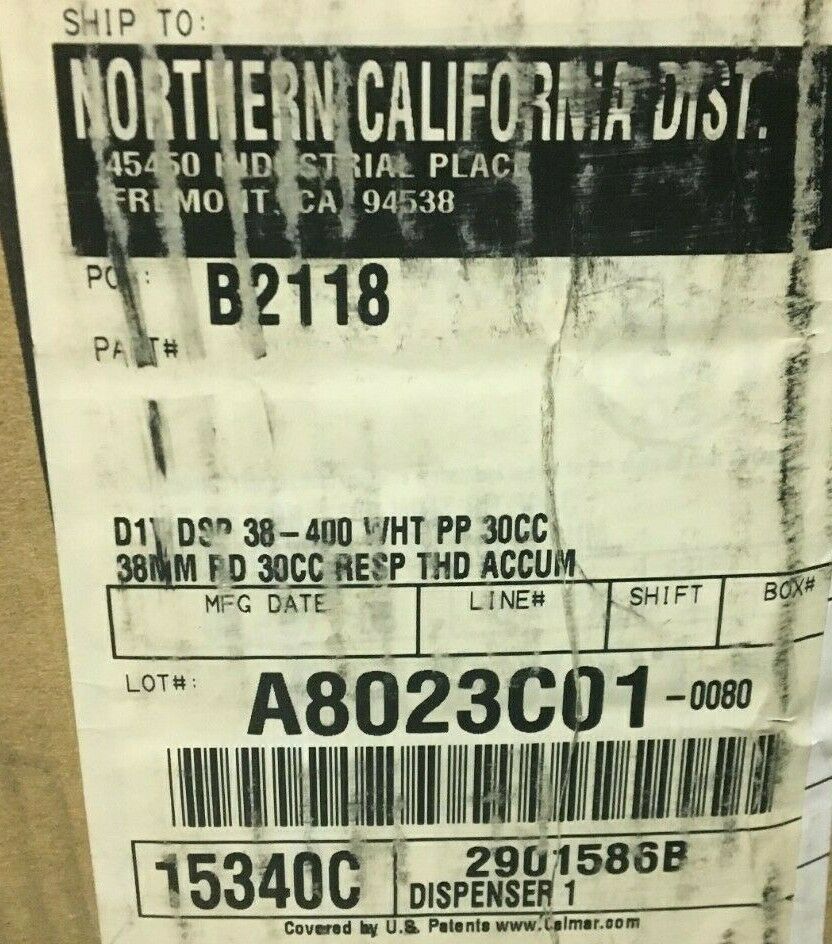 SHIP TO:
NORTHERN CALIFORNIA DIST.
45450 INDUSTRIAL PLACE
FREMONT, CA 94538
PO#: B2118
PART#
DSP 38-400 WHT PP 30CC
38MM RD 30CC RESP THD ACCUM
MFG DATE LINE# SHIFT BOX#
LOT#: A8023C01-0080
15340C 2901586B
DISPENSER 1
Covered by U.S. Patents www.Calmar.com